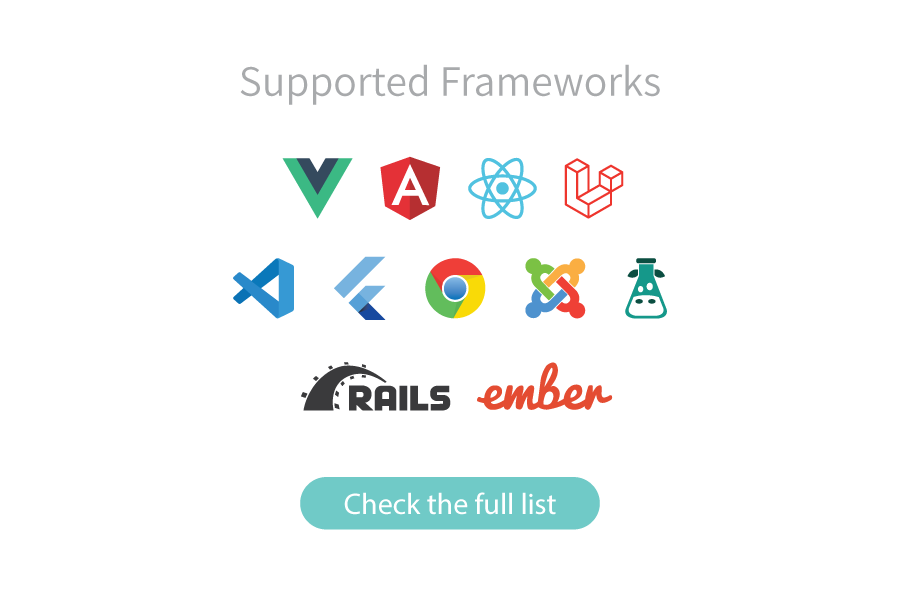 Supported Frameworks
A
RAILS
ember
Check the full list